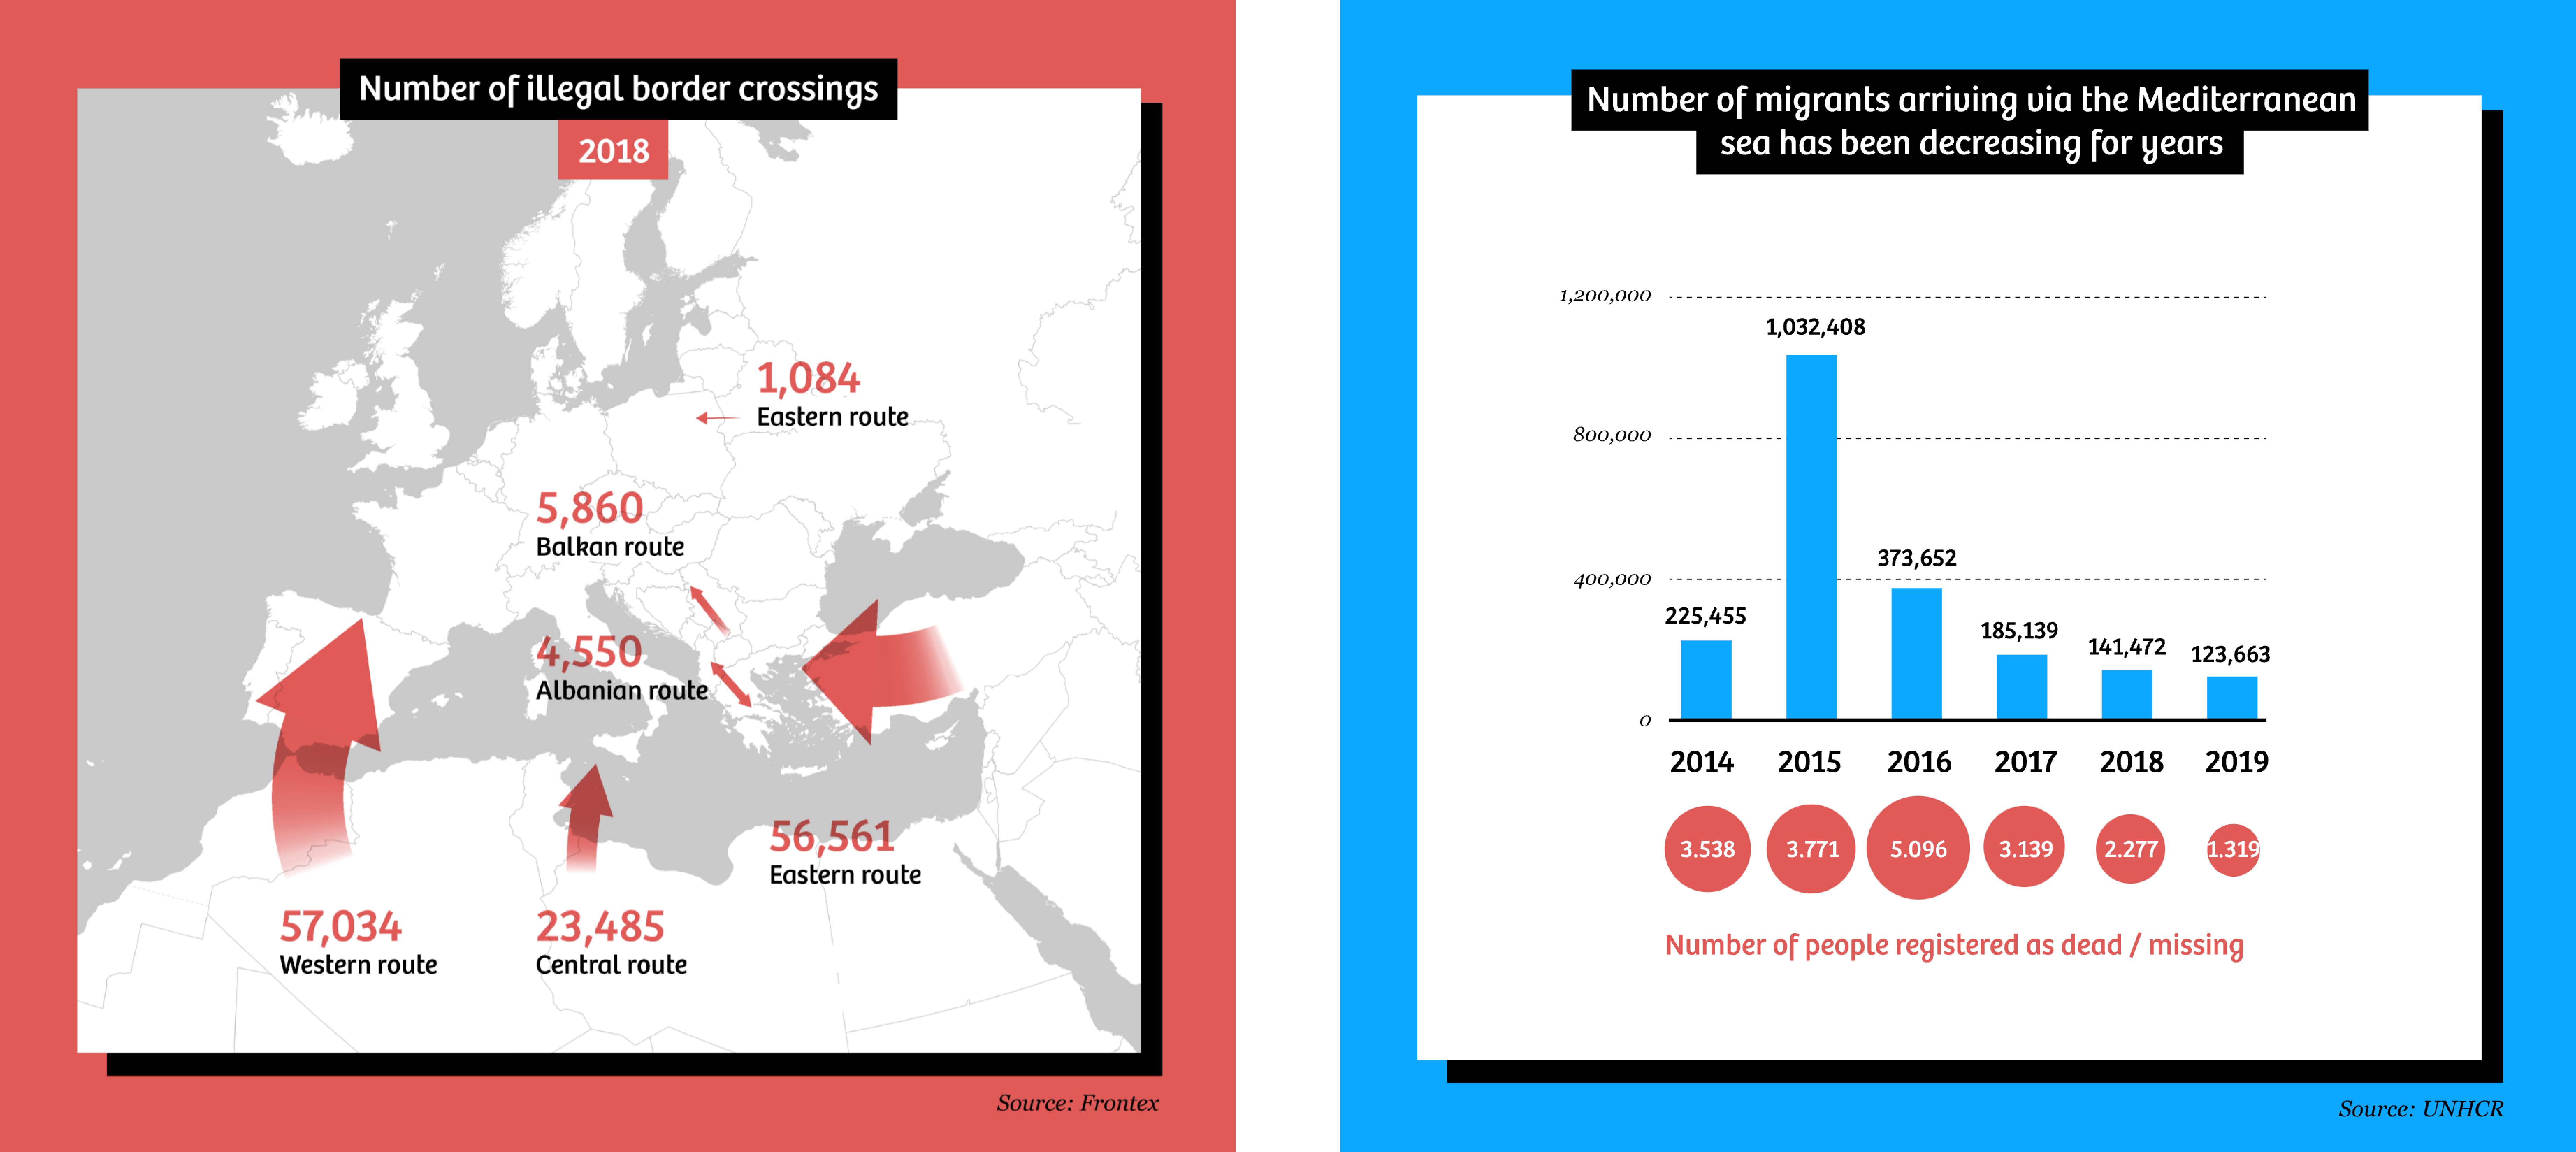 Number of illegal border crossings
2018
1,084
Eastern route
5,860
Balkan route
4,550
Albanian route
56,561
Eastern route
57,034
Western route
23,485
Central route
Source: Frontex
Number of migrants arriving via the Mediterranean
sea has been decreasing for years
1,200,000
1,032,408
800,000
373,652
400,000
225,455
185,139
141,472
123,663
0
2014 2015 2016 2017 2018 2019
3.538 3.771 5.096 3.139 2.277 1.319
Number of people registered as dead / missing
Source: UNHCR